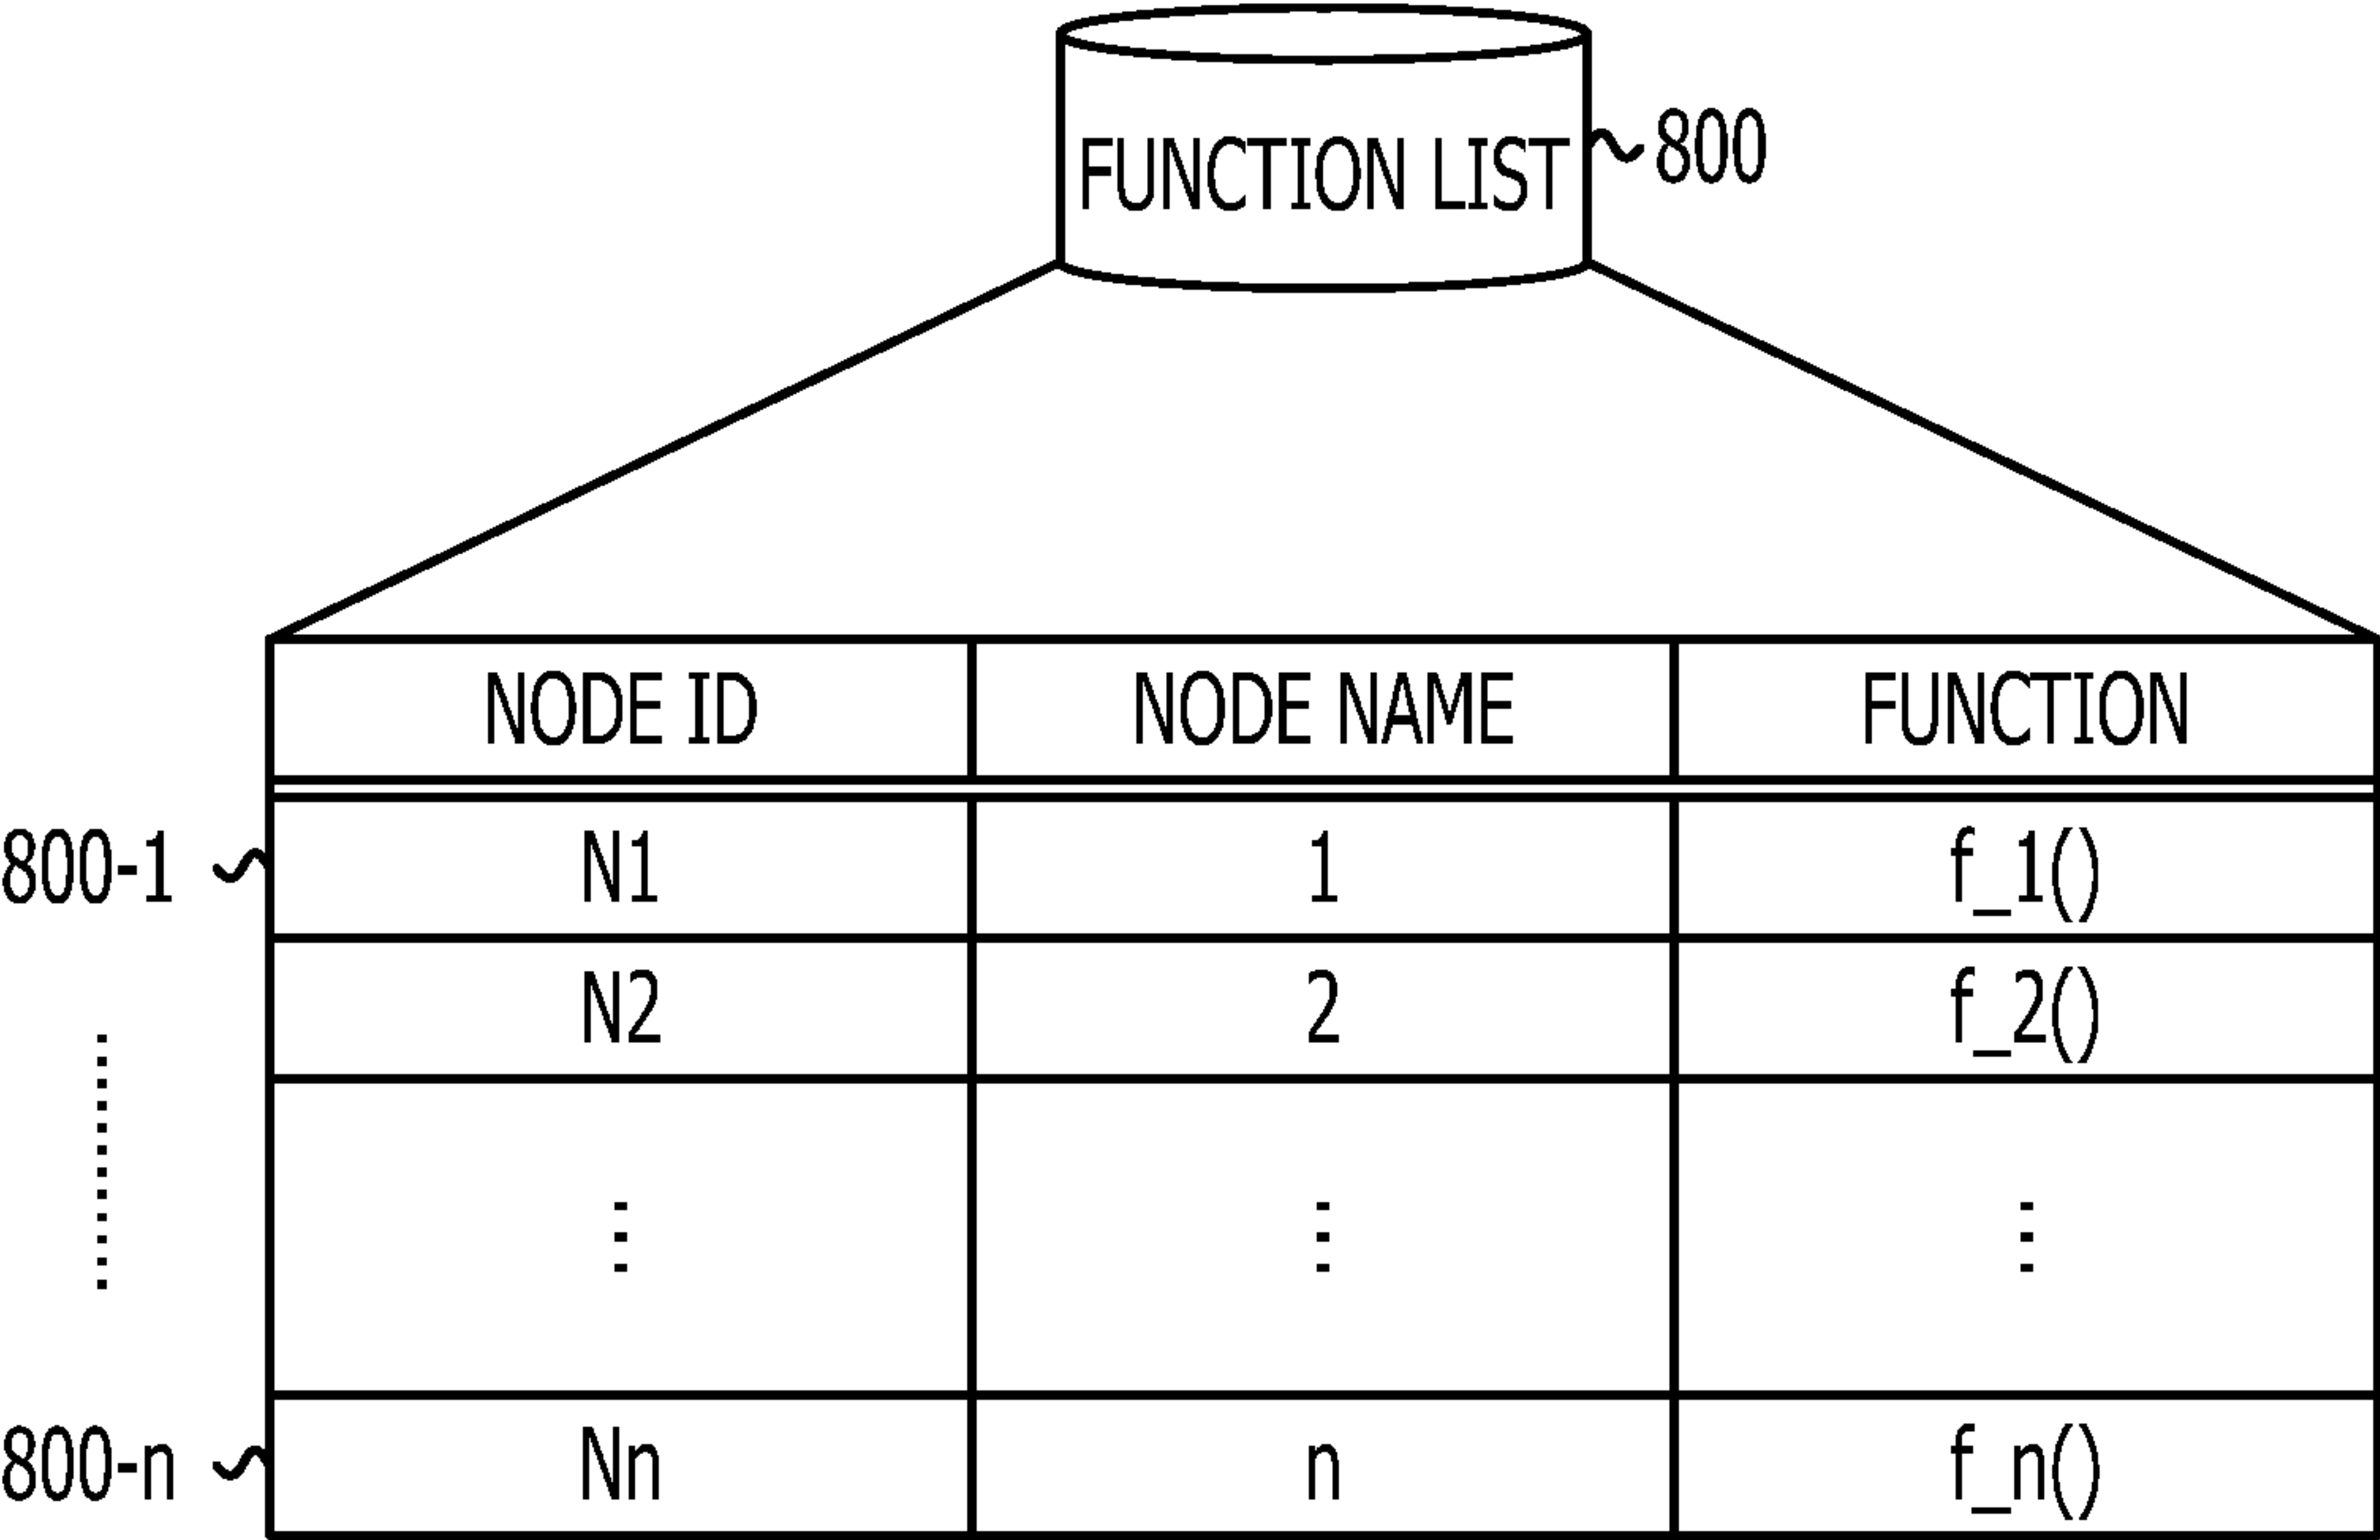 FUNCTION LIST
800
NODE ID NODE NAME FUNCTION
800-1 N1 1 f_1()
N2 2 f_2()
800-n Nn n f_n()